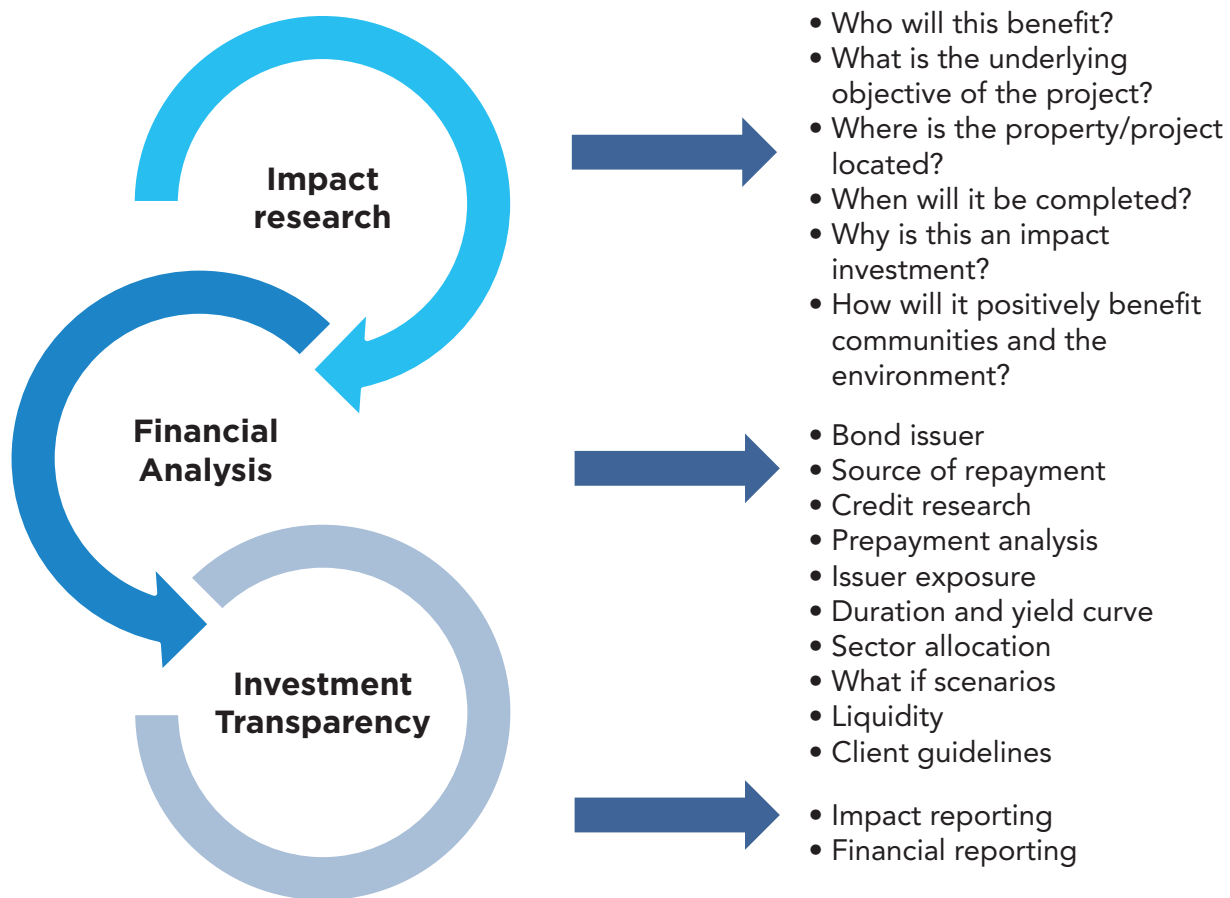 Impact
research
• Who will this benefit?
• What is the underlying
objective of the project?
• Where is the property/project
located?
• When will it be completed?
• Why is this an impact
investment?
• How will it positively benefit
communities and the
environment?
Financial
Analysis
• Bond issuer
• Source of repayment
• Credit research
• Prepayment analysis
• Issuer exposure
• Duration and yield curve
• Sector allocation
• What if scenarios
• Liquidity
• Client guidelines
Investment
Transparency
• Impact reporting
• Financial reporting